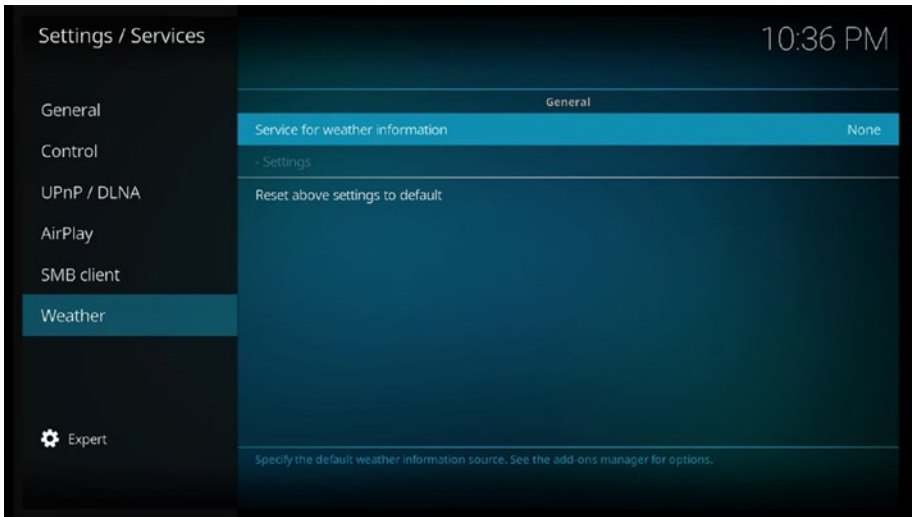 Settings / Services
10:36 PM
General
Control
UPnP / DLNA
AirPlay
SMB client
Weather
Expert
General
Service for weather information None
- Settings
Reset above settings to default
Specify the default weather information source. See the add-ons manager for options.